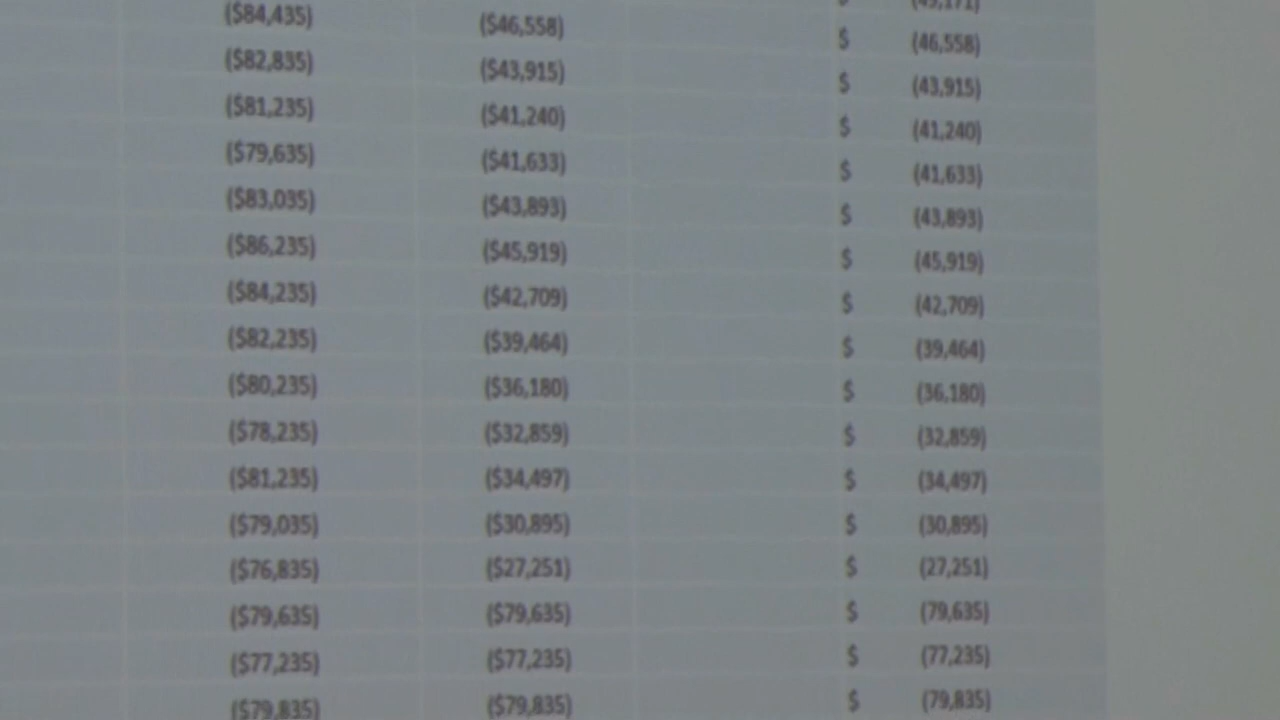 $ (49,171)
($84,435) ($46,558) $ (46,558)
($82,835) ($43,915) $ (43,915)
($81,235) ($41,240) $ (41,240)
($79,635) ($41,633) $ (41,633)
($83,035) ($43,893) $ (43,893)
($86,235) ($45,919) $ (45,919)
($84,235) ($42,709) $ (42,709)
($82,235) ($39,464) $ (39,464)
($80,235) ($36,180) $ (36,180)
($78,235) ($32,859) $ (32,859)
($81,235) ($34,497) $ (34,497)
($79,035) ($30,895) $ (30,895)
($76,835) ($27,251) $ (27,251)
($79,635) ($79,635) $ (79,635)
($77,235) ($77,235) $ (77,235)
($79,835) ($79,835) $ (79,835)